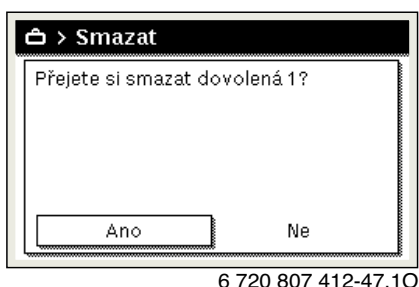 > Smazat
Přejete si smazat dovolená 1?
Ano
Ne
6 720 807 412-47.1O